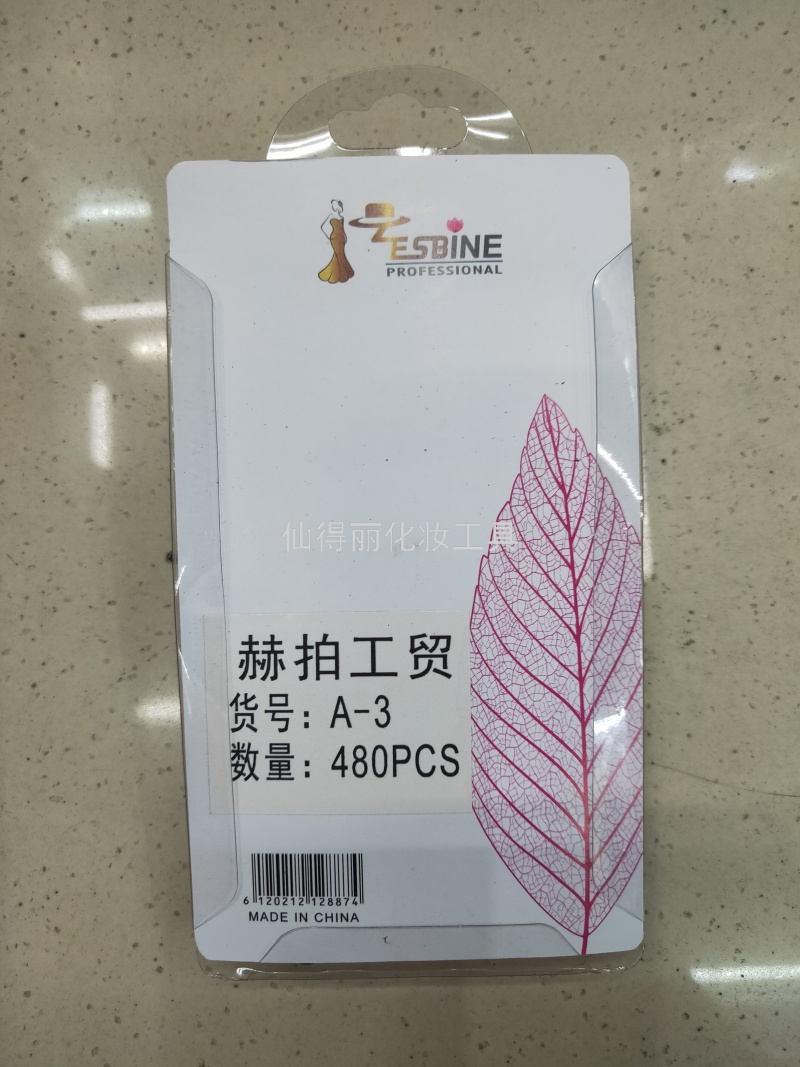 ESBINE
PROFESSIONAL
仙得丽化妆工具
赫拍工贸
货号：A-3
数量：480PCS
6 120212 128874
MADE IN CHINA